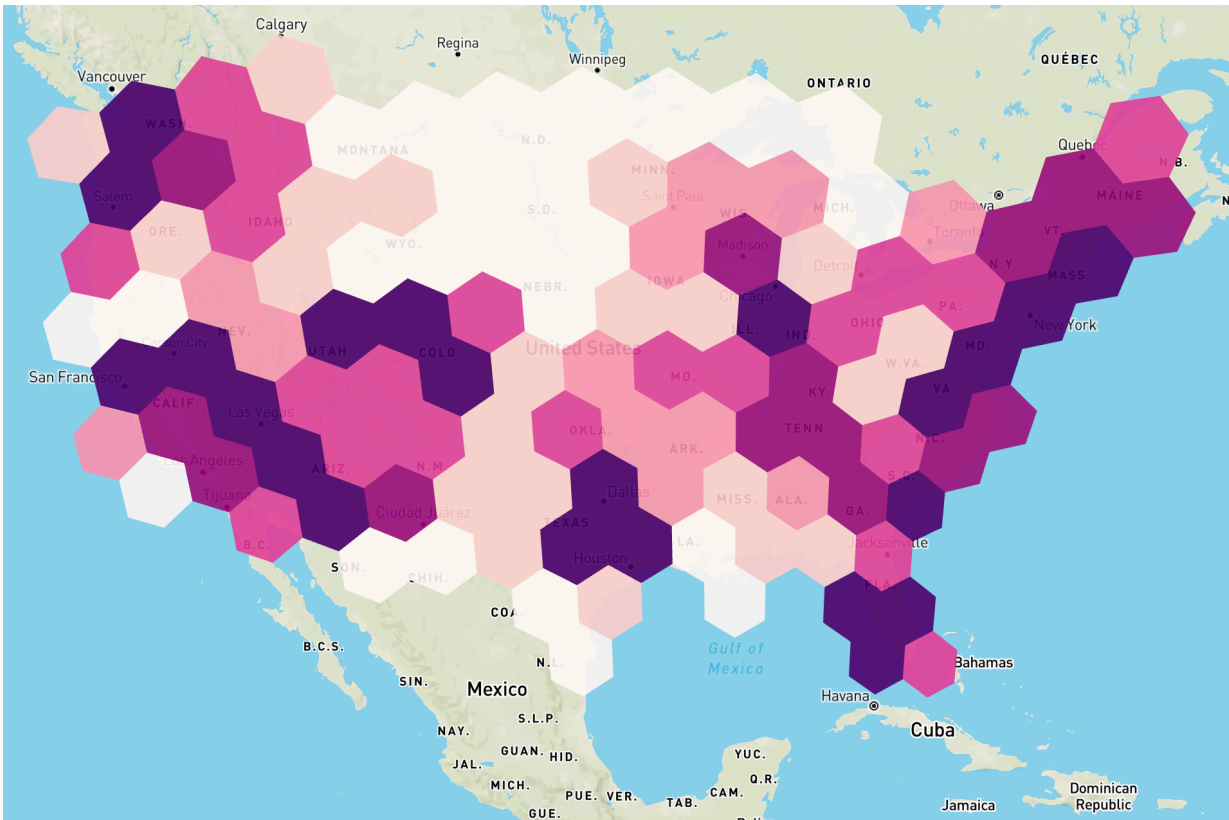 Calgary
Regina
Winnipeg
Vancouver
ONTARIO
QUÉBEC
WASH.
MONTANA
N.D.
Quebec
N.B.
MINN.
Saint Paul
MAINE
Salem
IDAHO
S.D.
WIS.
MICH.
Ottawa
ORE.
WYO.
Madison
Toronto
VT.
N.Y.
Detroit
MASS.
IOWA
NEBR.
Chicago
PA.
NEV.
ILL.
IND.
OHIO
New York
Carson City
UTAH
COLO.
United States
MD.
W.VA.
San Francisco
MO.
KY.
VA.
CALIF.
Las Vegas
OKLA.
TENN.
N.C.
ARK.
Los Angeles
ARIZ.
N.M
S.C.
Tijuana
Dallas
MISS.
ALA.
Ciudad Juárez
TEXAS
GA.
B.C.
LA.
Jacksonville
SON.
CHIH.
Houston
FLA.
COA.
B.C.S.
N.L.
Gulf of
Mexico
Bahamas
SIN.
Mexico
Havana
S.L.P.
Cuba
NAY.
GUAN.
HID.
YUC.
JAL.
Q.R.
MICH.
PUE.
VER.
CAM.
TAB.
Dominican
Republic
GUE.
Jamaica